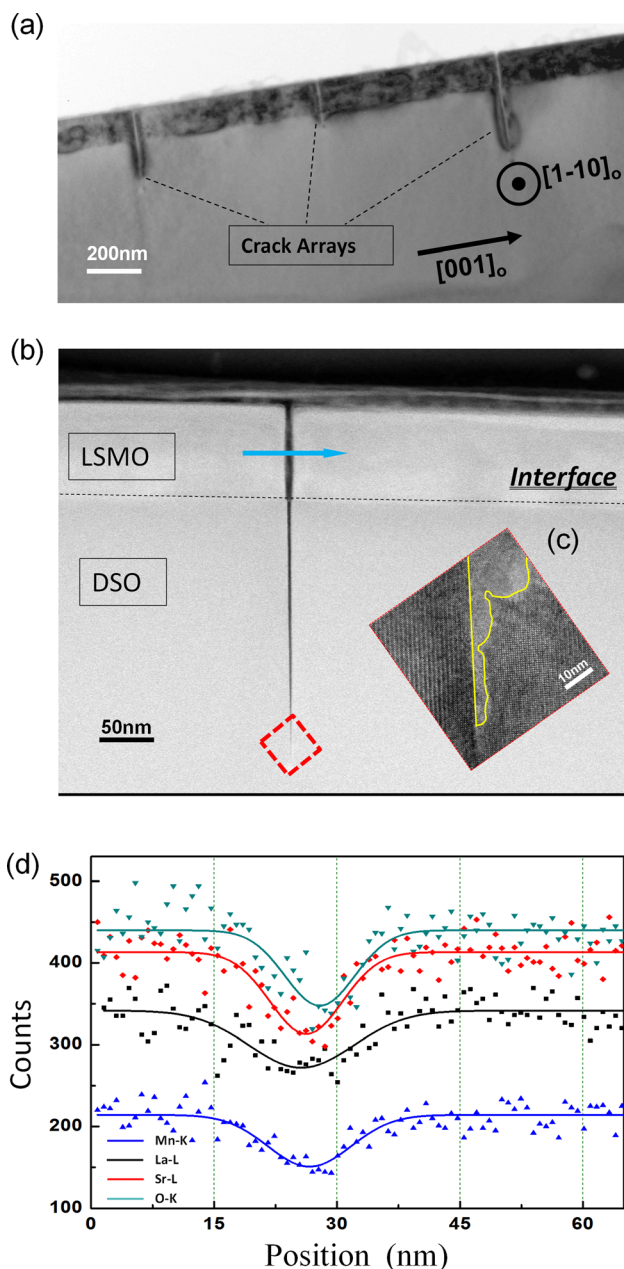 (a)
[1-10]o
Crack Arrays
200nm
[001]o
(b)
LSMO
Interface
(c)
DSO
10nm
50nm
(d)
500
400
300
200
100
Counts
Mn-K
La-L
Sr-L
O-K
0
15
30
45
60
Position (nm)